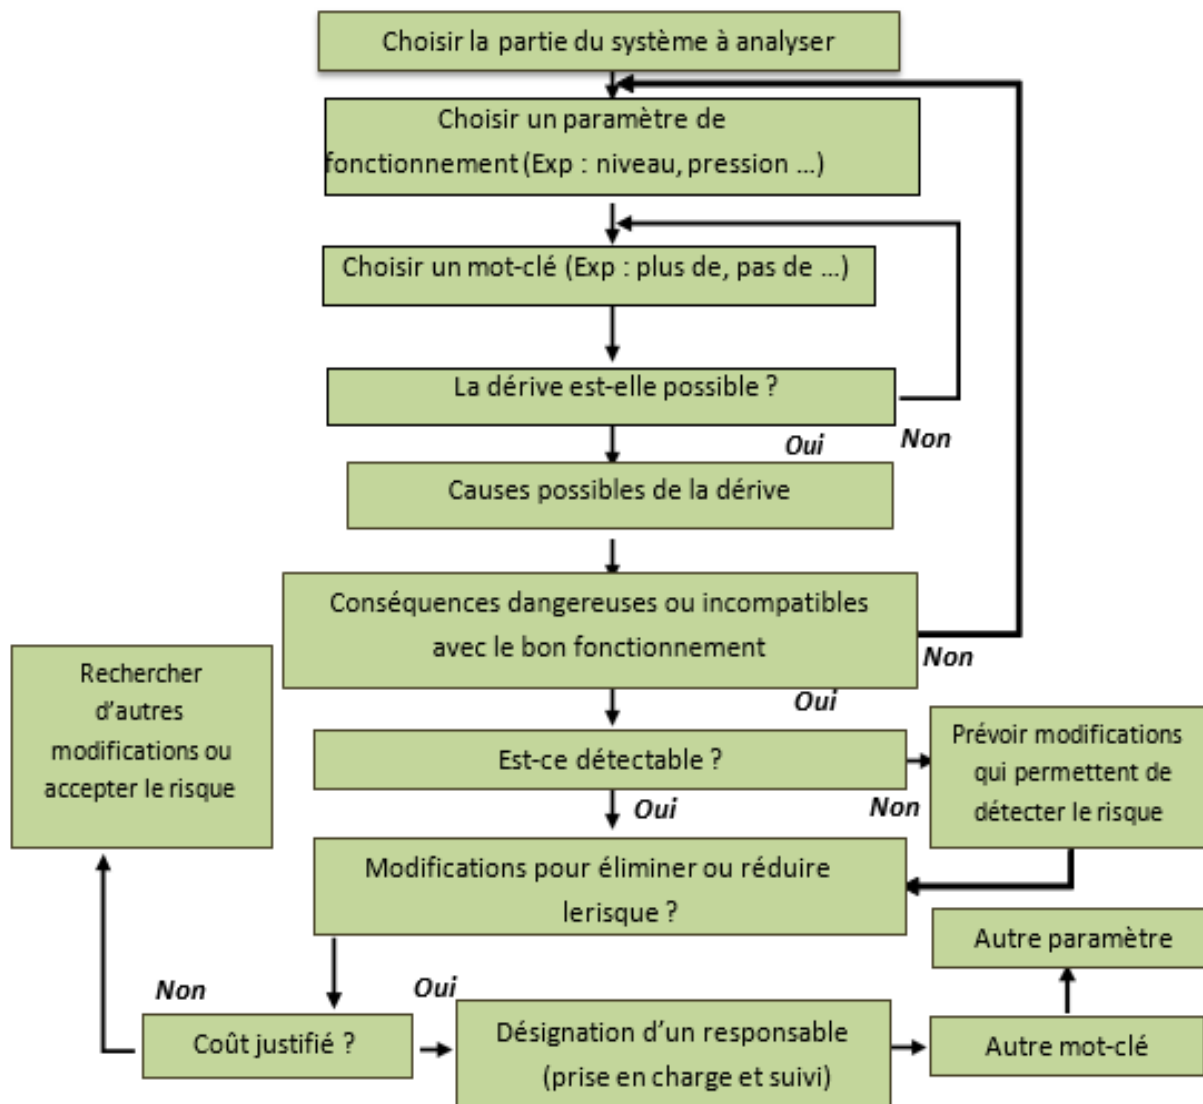 Choisir la partie du système à analyser
Choisir un paramètre de
fonctionnement (Exp : niveau, pression ...)
Choisir un mot-clé (Exp : plus de, pas de ...)
La dérive est-elle possible ?
Oui
Non
Causes possibles de la dérive
Conséquences dangereuses ou incompatibles
avec le bon fonctionnement
Non
Oui
Rechercher
d'autres
modifications ou
accepter le risque
Est-ce détectable ?
Oui
Non
Prévoir modifications
qui permettent de
détecter le risque
Modifications pour éliminer ou réduire
lerisque ?
Autre paramètre
Non
Oui
Coût justifié ?
Désignation d'un responsable
(prise en charge et suivi)
Autre mot-clé